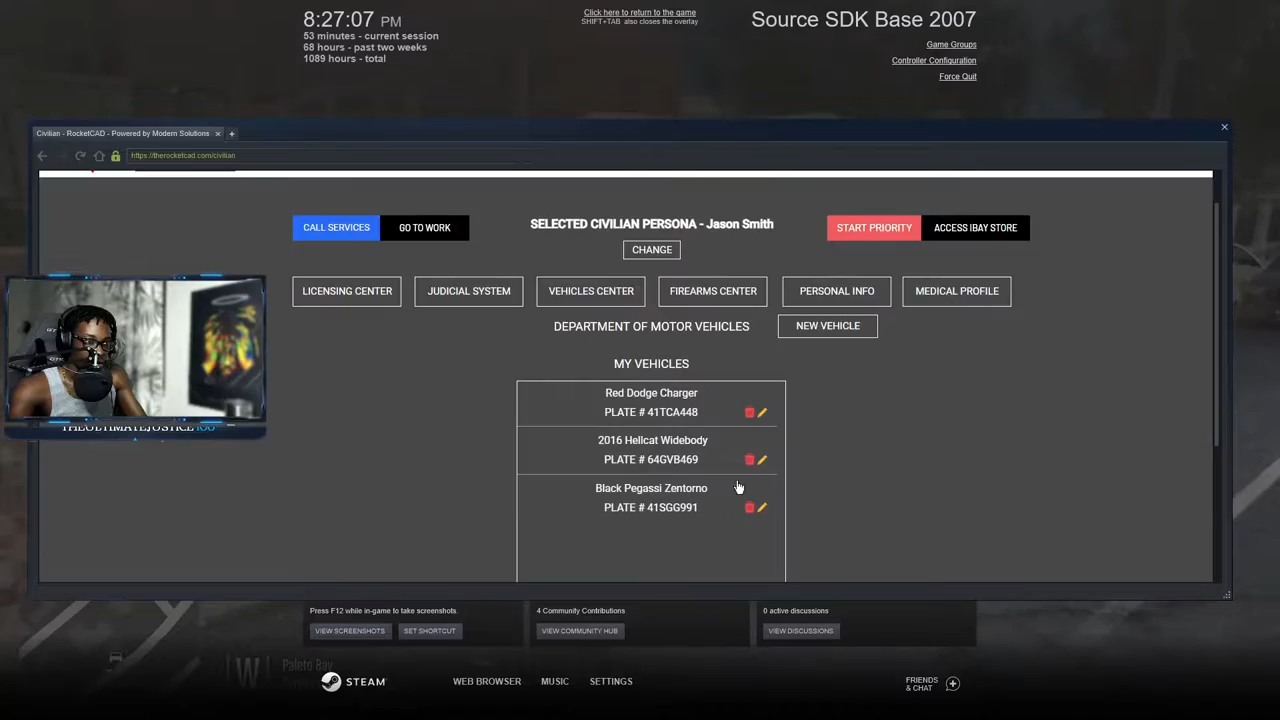 8:27:07 PM
53 minutes - current session
68 hours - past two weeks
1089 hours - total
Click here to return to the game
SHIFT+TAB also closes the overlay
Source SDK Base 2007
Game Groups
Controller Configuration
Force Quit
Civilian - RocketCAD - Powered by Modern Solutions
https://therocketcad.com/civilian
CALL SERVICES
GO TO WORK
SELECTED CIVILIAN PERSONA - Jason Smith
START PRIORITY
ACCESS IBAY STORE
CHANGE
LICENSING CENTER
JUDICIAL SYSTEM
VEHICLES CENTER
FIREARMS CENTER
PERSONAL INFO
MEDICAL PROFILE
DEPARTMENT OF MOTOR VEHICLES
NEW VEHICLE
MY VEHICLES
Red Dodge Charger
PLATE # 41TCA448
2016 Hellcat Widebody
PLATE # 64GVB469
Black Pegassi Zentorno
PLATE # 41SGG991
THEULTIMATEJUSTICE100
Press F12 while in-game to take screenshots.
VIEW SCREENSHOTS
SET SHORTCUT
4 Community Contributions
VIEW COMMUNITY HUB
0 active discussions
VIEW DISCUSSIONS
W
Paleto Bay
STEAM
WEB BROWSER
MUSIC
SETTINGS
FRIENDS
& CHAT